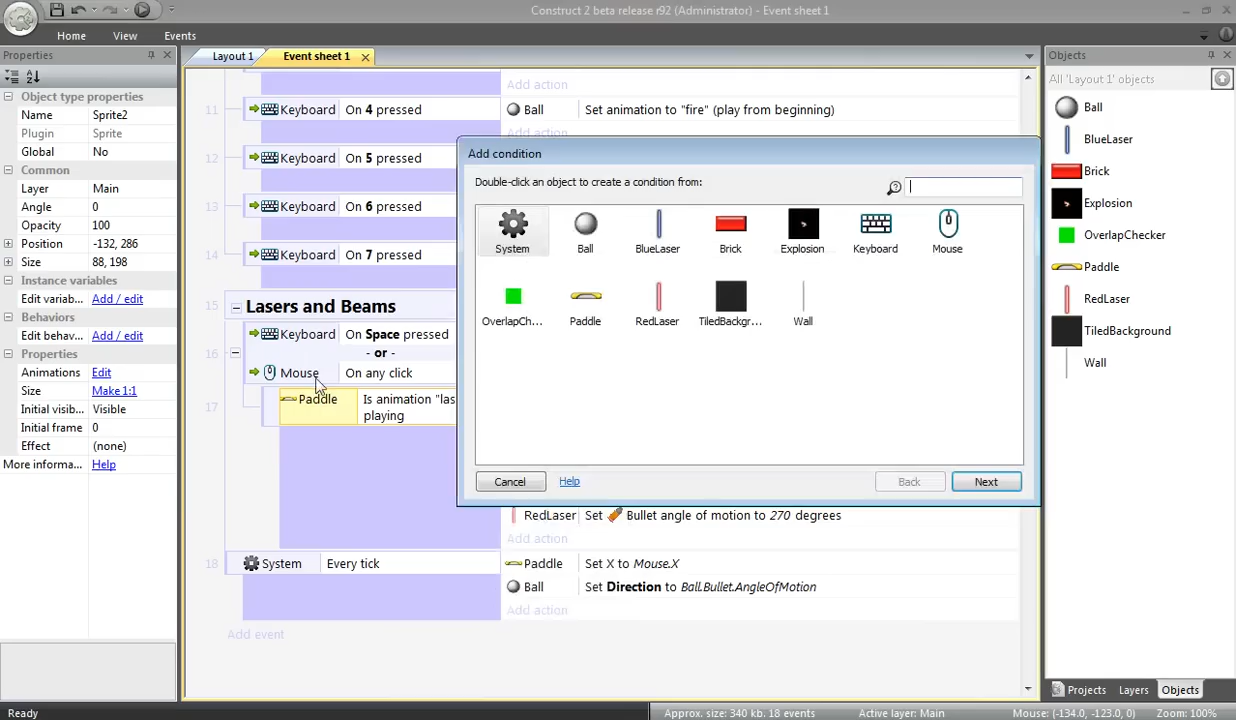 Construct 2 beta release r92 (Administrator) - Event sheet 1
Home View Events
Properties
Object type properties
Name Sprite2
Plugin Sprite
Global No
Common
Layer Main
Angle 0
Opacity 100
Position -132, 286
Size 88, 198
Instance variables
Edit variab... Add / edit
Behaviors
Edit behav... Add / edit
Properties
Animations Edit
Size Make 1:1
Initial visib... Visible
Initial frame 0
Effect (none)
More informa... Help
Layout 1 Event sheet 1
Add action
11 Keyboard On 4 pressed Ball Set animation to "fire" (play from beginning)
Add action
12 Keyboard On 5 pressed
13 Keyboard On 6 pressed
14 Keyboard On 7 pressed
15 Lasers and Beams
16 Keyboard On Space pressed
- or -
Mouse On any click
17 Paddle Is animation "las
playing
RedLaser Set Bullet angle of motion to 270 degrees
Add action
18 System Every tick Paddle Set X to Mouse.X
Ball Set Direction to Ball.Bullet.AngleOfMotion
Add action
Add event
Add condition
Double-click an object to create a condition from:
System Ball BlueLaser Brick Explosion Keyboard Mouse
OverlapCh... Paddle RedLaser TiledBackgr... Wall
Cancel Help Back Next
Objects
All 'Layout 1' objects
Ball
BlueLaser
Brick
Explosion
OverlapChecker
Paddle
RedLaser
TiledBackground
Wall
Projects Layers Objects
Ready Approx. size: 340 kb. 18 events Active layer: Main Mouse: (-134.0, -123.0, 0) Zoom: 100%